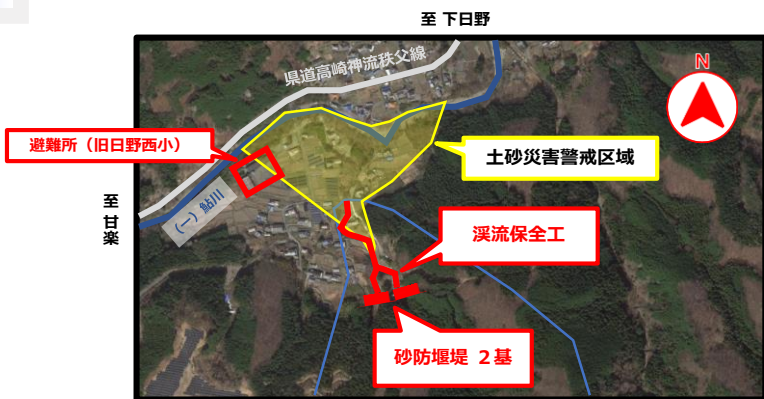 至 下日野
県道高崎神流秩父線
N
避難所（旧日野西小）
土砂災害警戒区域
至 甘楽
（一）鮎川
渓流保全工
砂防堰堤 ２基